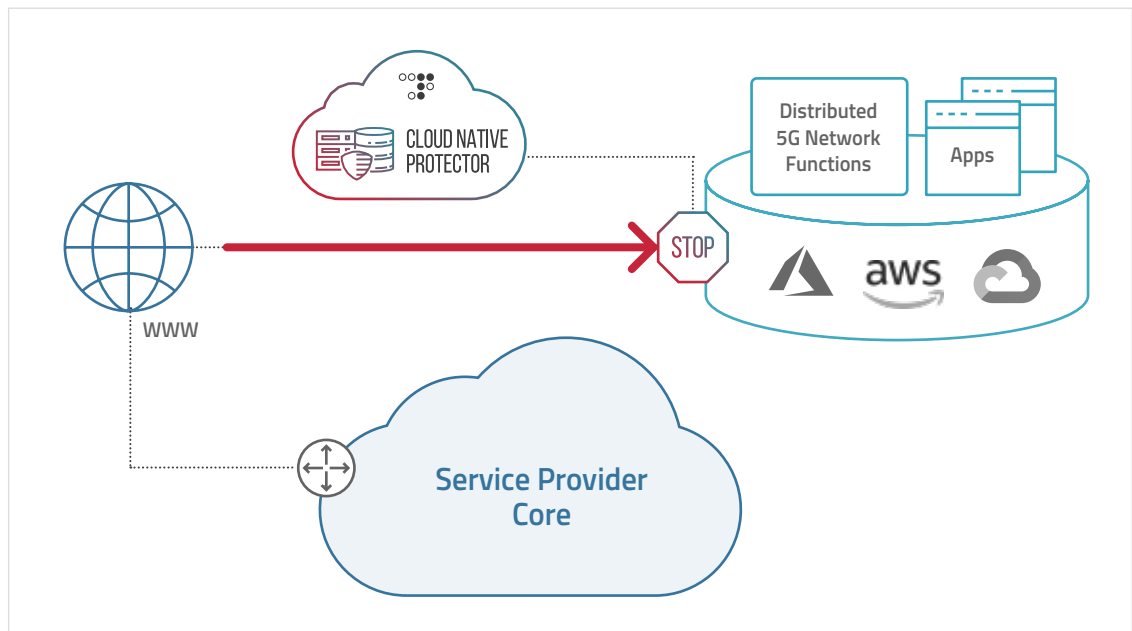 CLOUD NATIVE
PROTECTOR
Distributed
5G Network
Functions
Apps
STOP
aws
WWW
Service Provider
Core